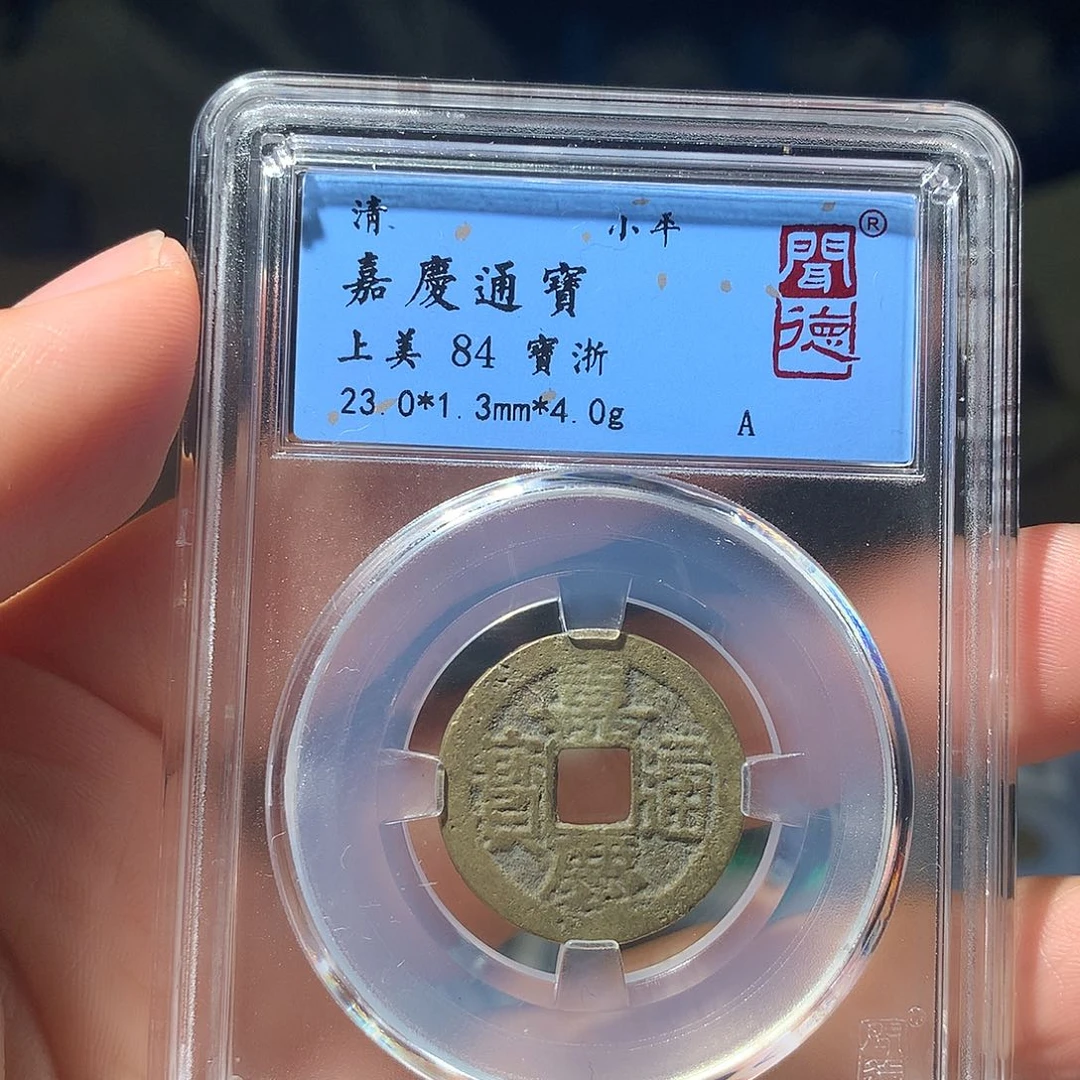 清 小平
嘉慶通寶
上美 84 寶浙
23.0*1.3mm*4.0g A
聞德®
嘉慶通寶